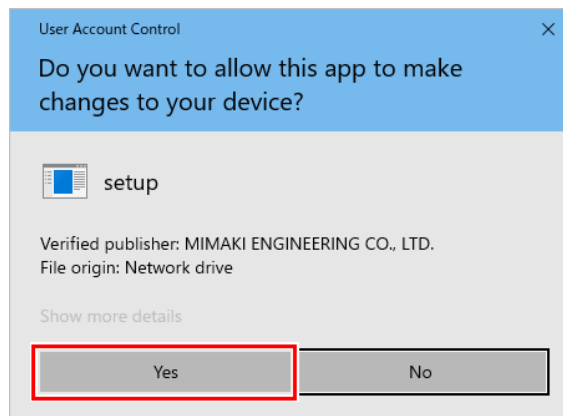 User Account Control
Do you want to allow this app to make
changes to your device?
setup
Verified publisher: MIMAKI ENGINEERING CO., LTD.
File origin: Network drive
Show more details
Yes
No